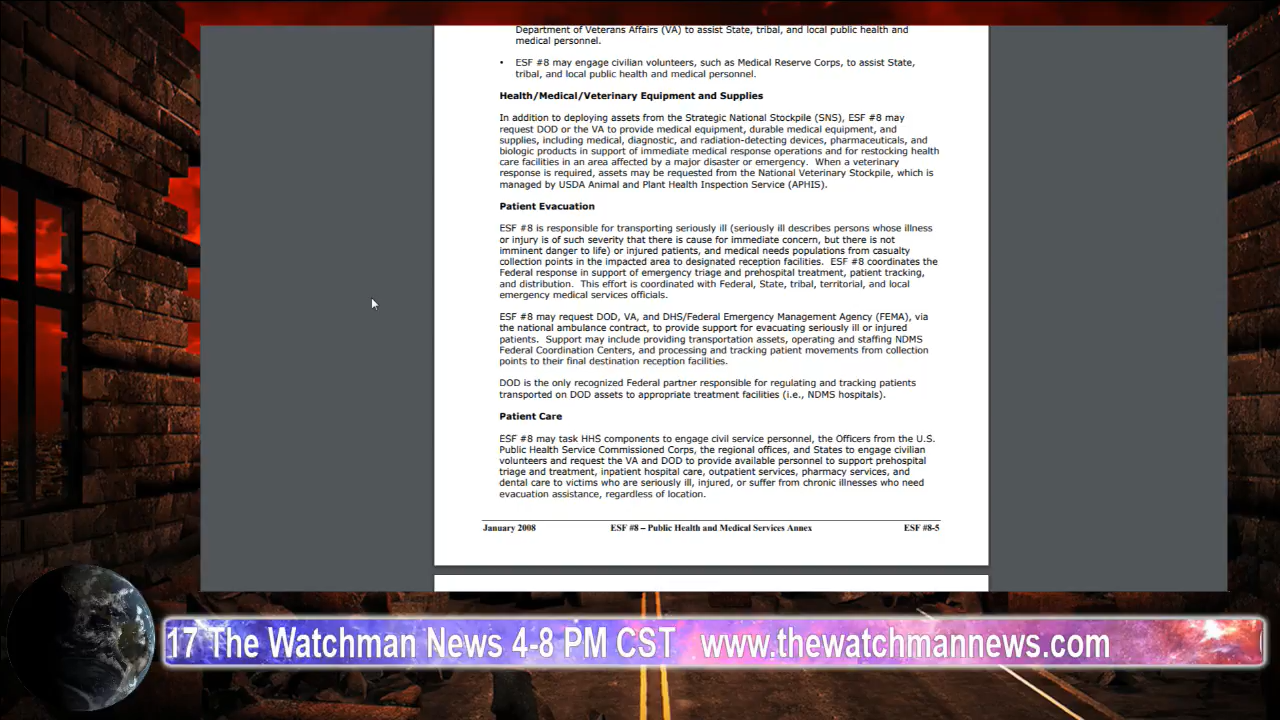 Department of Veterans Affairs (VA) to assist State, tribal, and local public health and
medical personnel.
• ESF #8 may engage civilian volunteers, such as Medical Reserve Corps, to assist State,
tribal, and local public health and medical personnel.
Health/Medical/Veterinary Equipment and Supplies
In addition to deploying assets from the Strategic National Stockpile (SNS), ESF #8 may
request DOD or the VA to provide medical equipment, durable medical equipment, and
supplies, including medical, diagnostic, and radiation-detecting devices, pharmaceuticals, and
biologic products in support of immediate medical response operations and for restocking health
care facilities in an area affected by a major disaster or emergency. When a veterinary
response is required, assets may be requested from the National Veterinary Stockpile, which is
managed by USDA Animal and Plant Health Inspection Service (APHIS).
Patient Evacuation
ESF #8 is responsible for transporting seriously ill (seriously ill describes persons whose illness
or injury is of such severity that there is cause for immediate concern, but there is not
imminent danger to life) or injured patients, and medical needs populations from casualty
collection points in the impacted area to designated reception facilities. ESF #8 coordinates the
Federal response in support of emergency triage and prehospital treatment, patient tracking,
and distribution. This effort is coordinated with Federal, State, tribal, territorial, and local
emergency medical services officials.
ESF #8 may request DOD, VA, and DHS/Federal Emergency Management Agency (FEMA), via
the national ambulance contract, to provide support for evacuating seriously ill or injured
patients. Support may include providing transportation assets, operating and staffing NDMS
Federal Coordination Centers, and processing and tracking patient movements from collection
points to their final destination reception facilities.
DOD is the only recognized Federal partner responsible for regulating and tracking patients
transported on DOD assets to appropriate treatment facilities (i.e., NDMS hospitals).
Patient Care
ESF #8 may task HHS components to engage civil service personnel, the Officers from the U.S.
Public Health Service Commissioned Corps, the regional offices, and States to engage civilian
volunteers and request the VA and DOD to provide available personnel to support prehospital
triage and treatment, inpatient hospital care, outpatient services, pharmacy services, and
dental care to victims who are seriously ill, injured, or suffer from chronic illnesses who need
evacuation assistance, regardless of location.
January 2008 ESF #8 – Public Health and Medical Services Annex ESF #8-5
17 The Watchman News 4-8 PM CST www.thewatchmannews.com